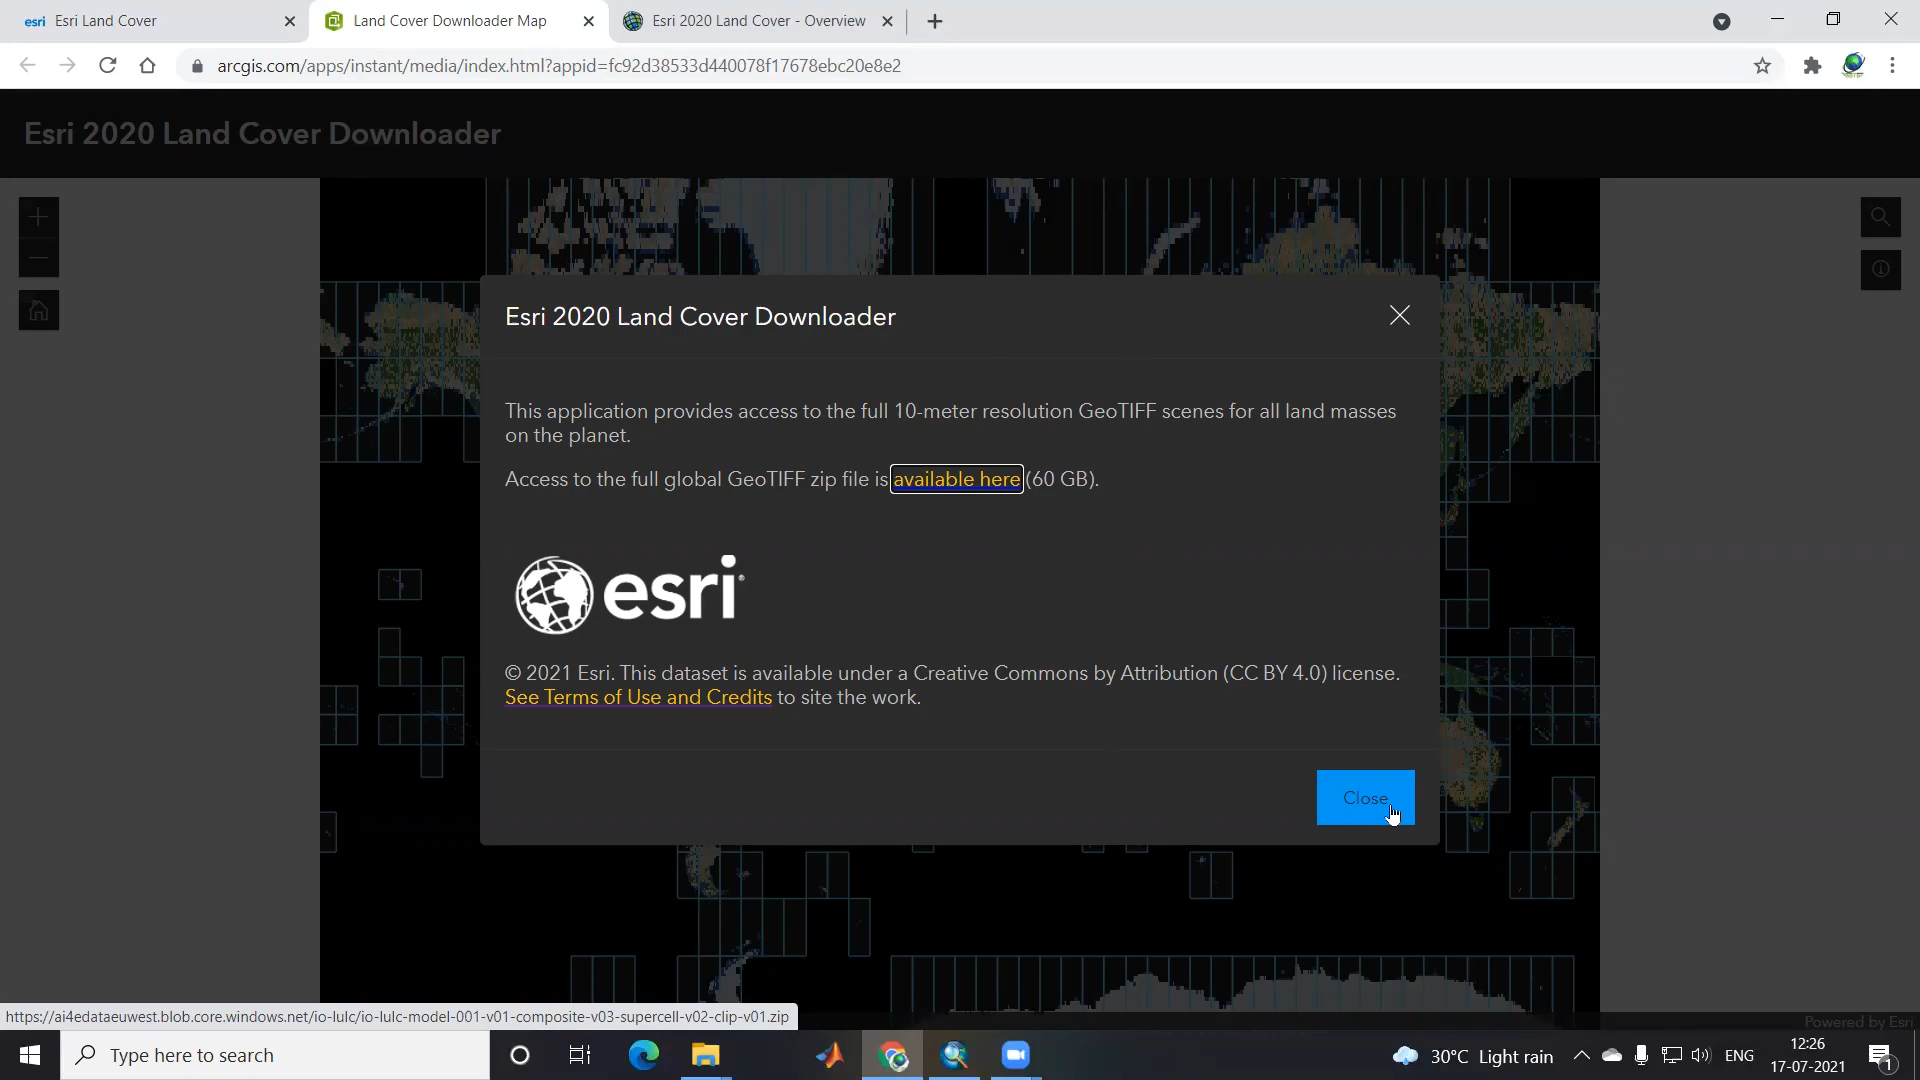 esri Esri Land Cover
Land Cover Downloader Map
Esri 2020 Land Cover - Overview
arcgis.com/apps/instant/media/index.html?appid=fc92d38533d440078f17678ebc20e8e2
Esri 2020 Land Cover Downloader
Esri 2020 Land Cover Downloader
This application provides access to the full 10-meter resolution GeoTIFF scenes for all land masses
on the planet.
Access to the full global GeoTIFF zip file is available here (60 GB).
esri
© 2021 Esri. This dataset is available under a Creative Commons by Attribution (CC BY 4.0) license.
See Terms of Use and Credits to site the work.
Close
https://ai4edataeuwest.blob.core.windows.net/io-lulc/io-lulc-model-001-v01-composite-v03-supercell-v02-clip-v01.zip
Powered by Esri
Type here to search
30°C Light rain
ENG
12:26
17-07-2021
1